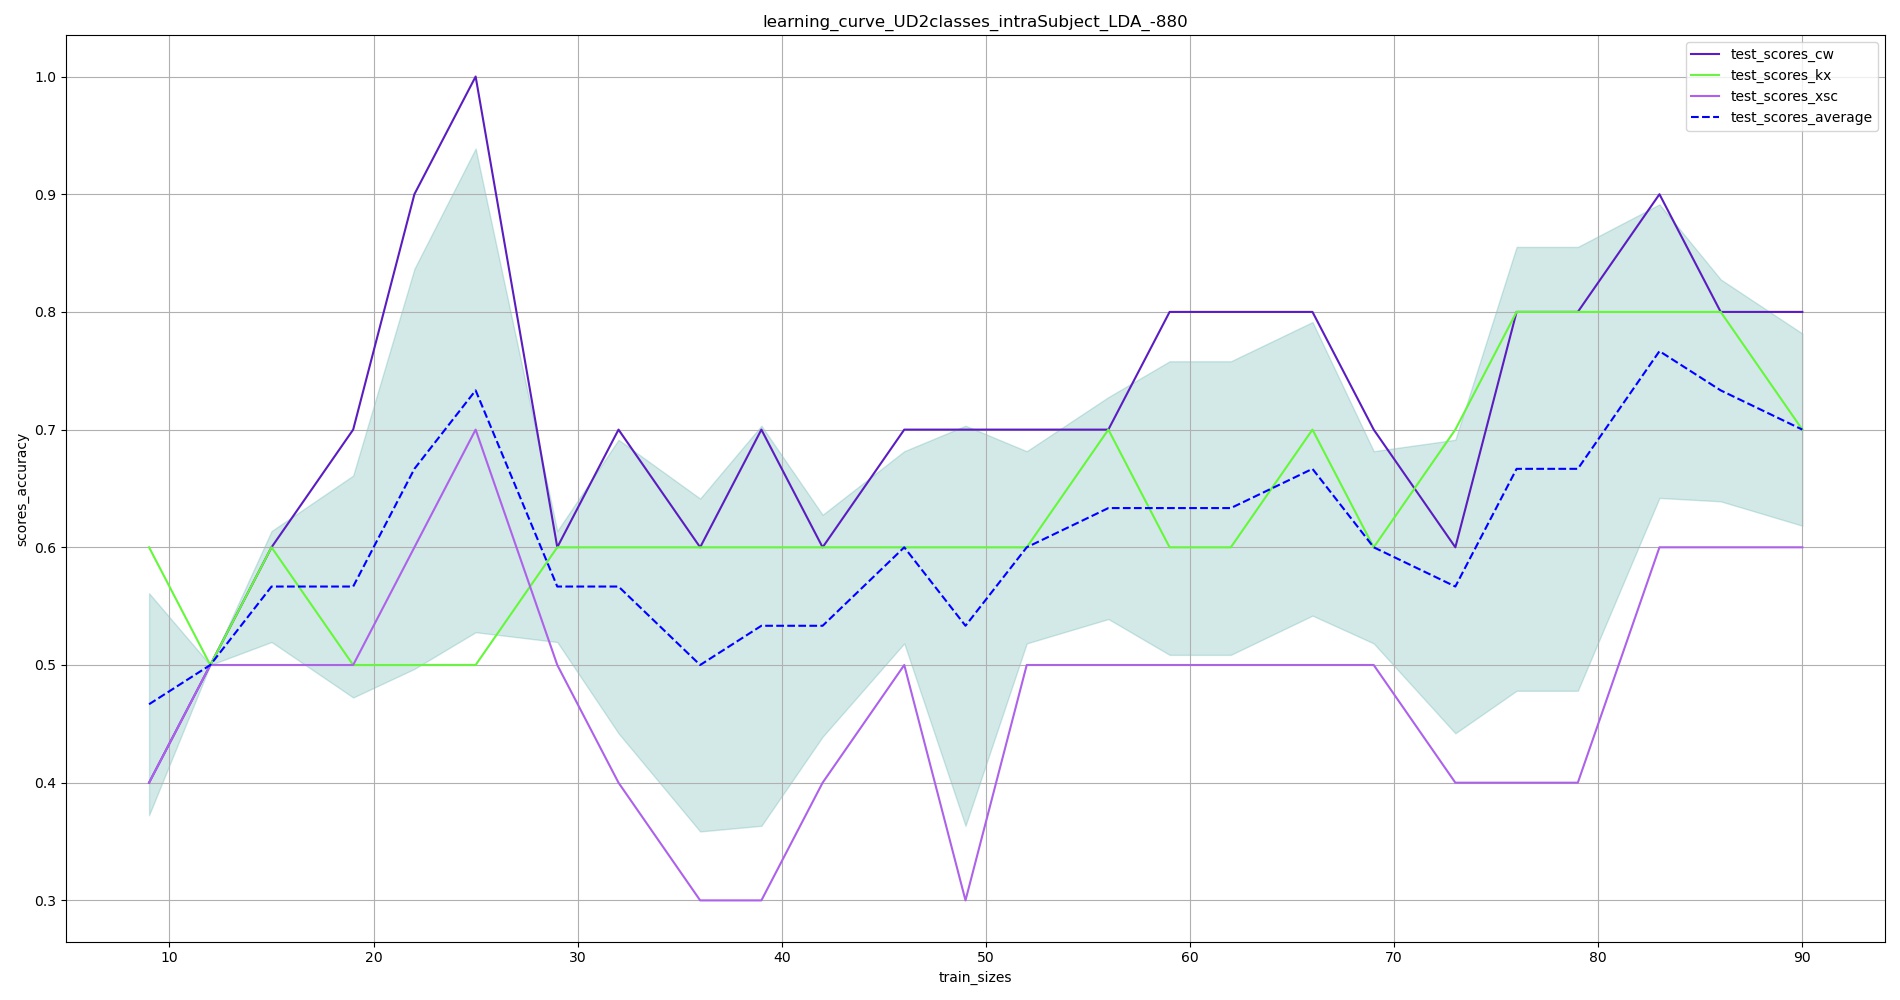 learning_curve_UD2classes_intraSubject_LDA_-880
test_scores_cw
test_scores_kx
test_scores_xsc
test_scores_average
scores_accuracy
1.0
0.9
0.8
0.7
0.6
0.5
0.4
0.3
10 20 30 40 50 60 70 80 90
train_sizes